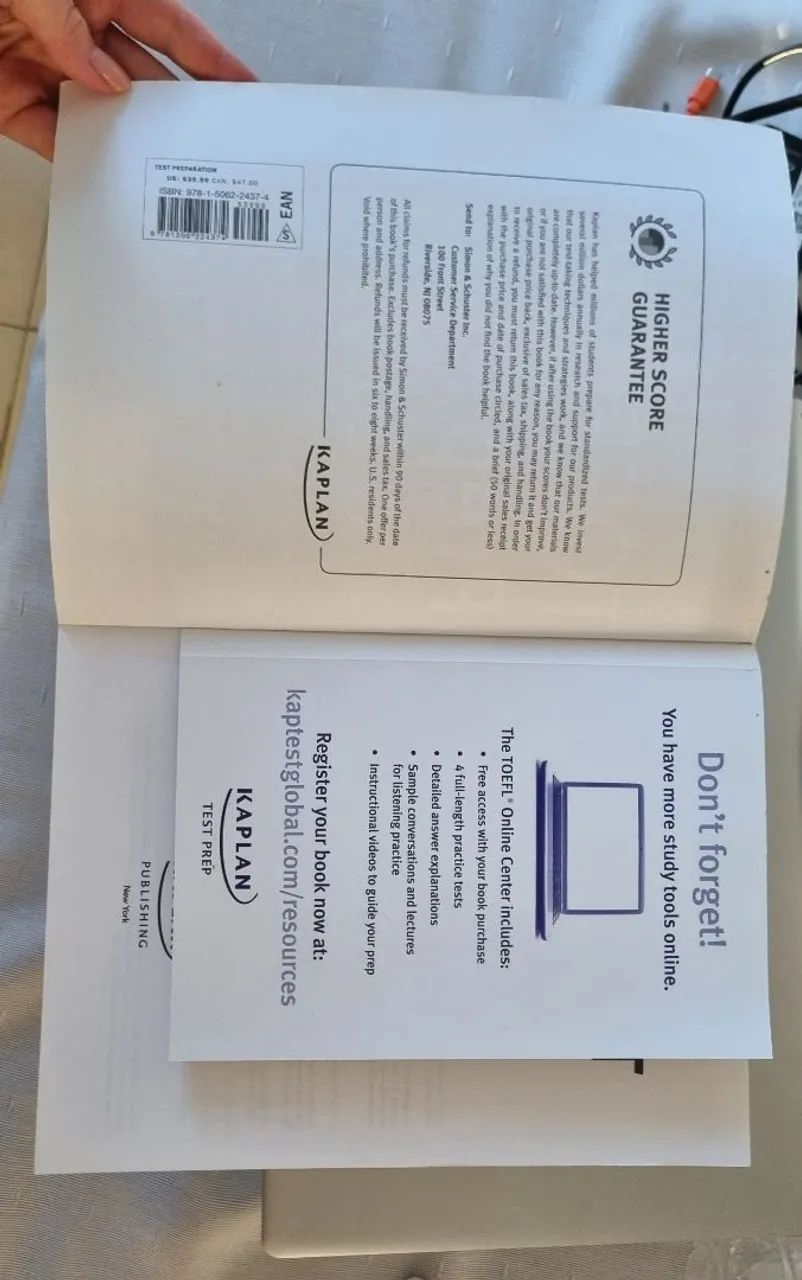 HIGHER SCORE
GUARANTEE
Kaplan has helped millions of students prepare for standardized tests. We invest
several million dollars annually in research and support for our products. We know
that our test-taking techniques and strategies work, and we know that our materials
are completely up-to-date. However, if after using the book your scores don't improve,
or if you are not satisfied with this book for any reason, you may return it and get your
original purchase price back, exclusive of sales tax, shipping, and handling. In order
to receive a refund, you must return this book, along with your original sales receipt
with the purchase price and date of purchase circled, and a brief (50 words or less)
explanation of why you did not find the book helpful.
Send to: Simon & Schuster Inc.
Customer Service Department
100 Front Street
Riverside, NJ 08075
All claims for refunds must be received by Simon & Schuster within 90 days of the date
of this book's purchase. Excludes book postage, handling, and sales tax. One offer per
person and address. Refunds will be issued in six to eight weeks. U.S. residents only.
Void where prohibited.
KAPLAN
TEST PREPARATION
US: $39.99 CAN: $47.00
ISBN: 978-1-5062-2437-4
53999
9 781506 224374
EAN
Don't forget!
You have more study tools online.
The TOEFL® Online Center includes:
• Free access with your book purchase
• 4 full-length practice tests
• Detailed answer explanations
• Sample conversations and lectures
for listening practice
• Instructional videos to guide your prep
Register your book now at:
kaptestglobal.com/resources
KAPLAN
TEST PREP
PUBLISHING
New York